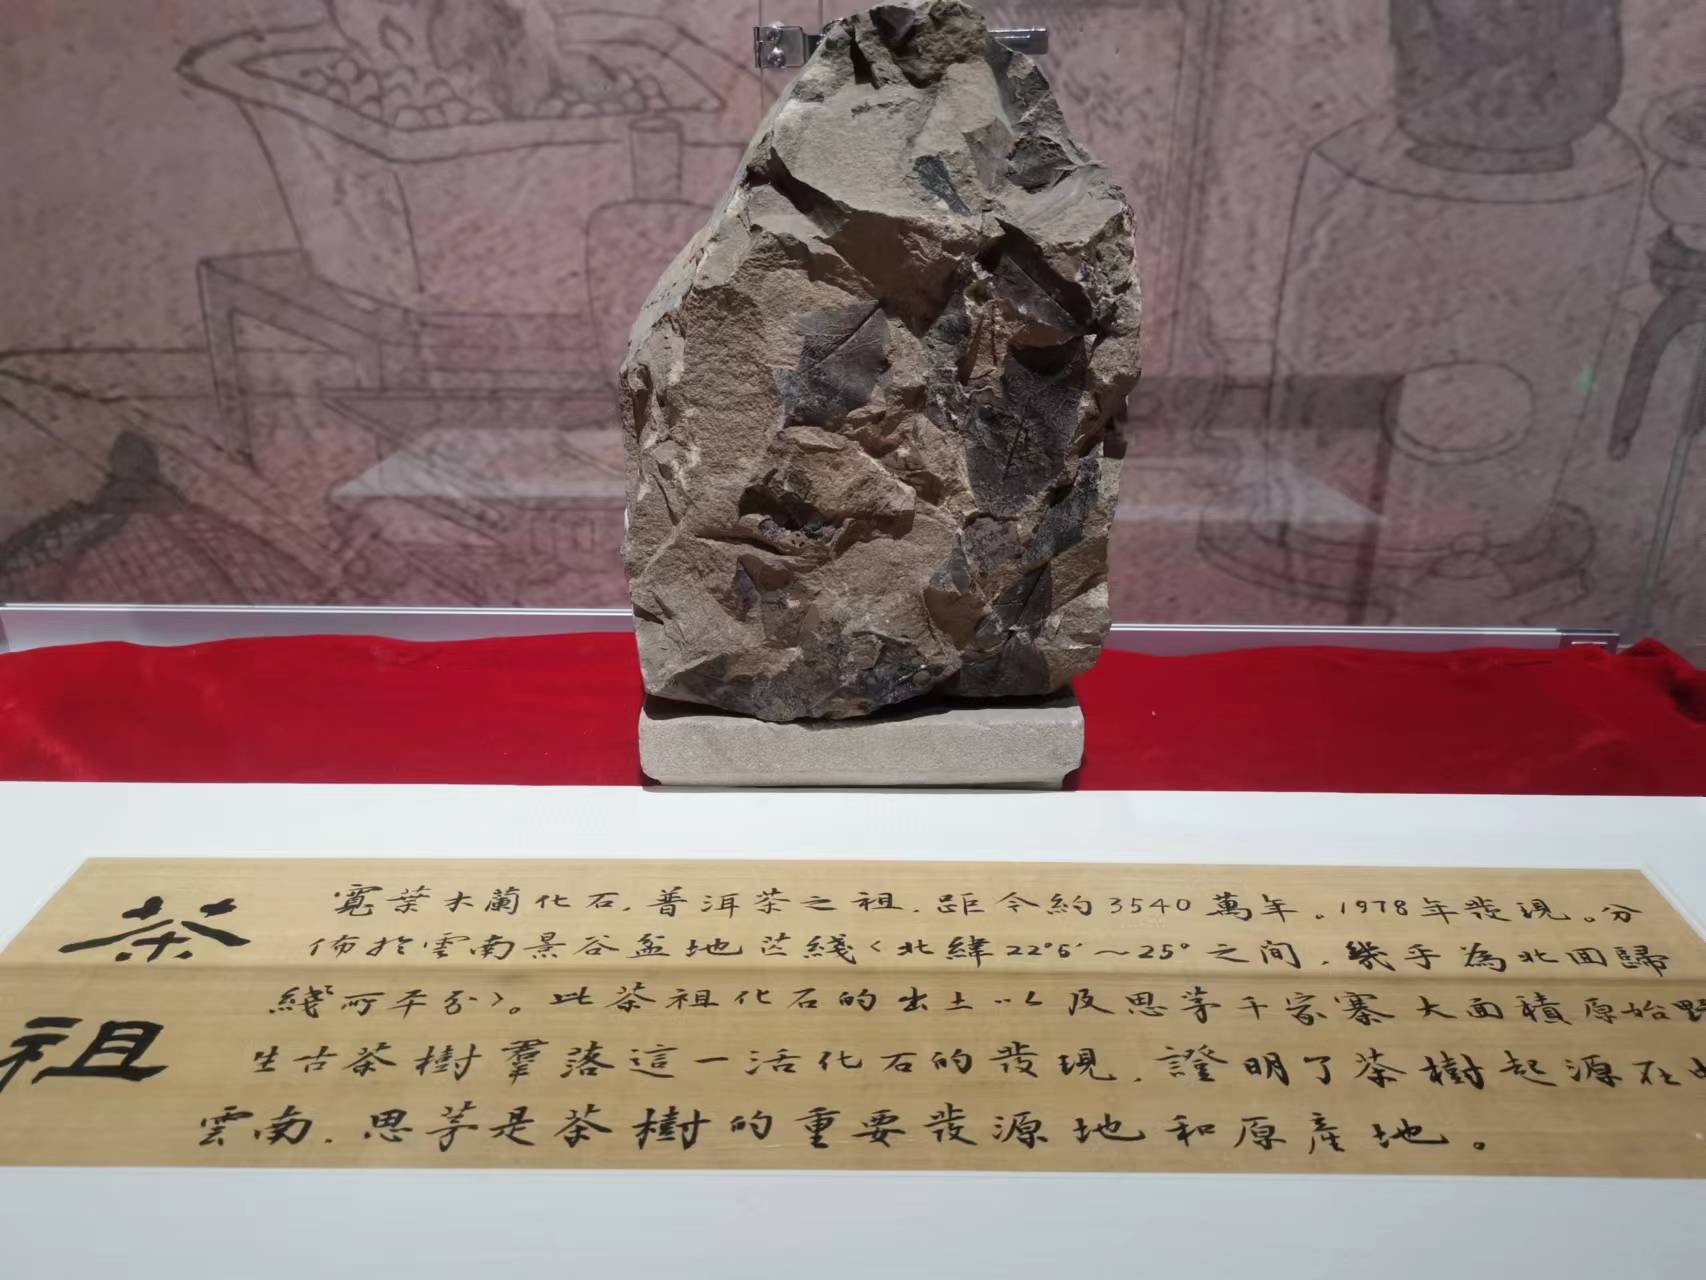 茶祖
寬葉木蘭化石，普洱茶之祖，距今約3540萬年。1978年發現。分
佈於雲南景谷盆地芒綫（北緯22°5′～25°之间，幾乎為北回歸
綫所平分）。此茶祖化石的出土以及思茅千家寨大面積原始野
生古茶樹羣落這一活化石的發現，證明了茶樹起源在
雲南，思茅是茶樹的重要發源地和原產地。